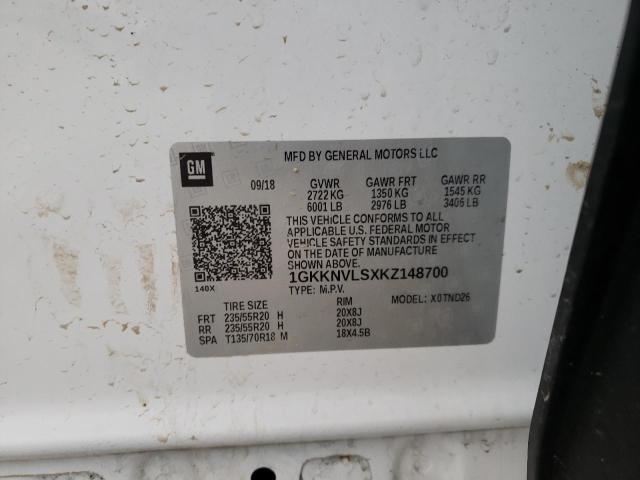 GM
MFD BY GENERAL MOTORS LLC
09/18 GVWR GAWR FRT GAWR RR
2722 KG 1350 KG 1545 KG
6001 LB 2976 LB 3406 LB
THIS VEHICLE CONFORMS TO ALL
APPLICABLE U.S. FEDERAL MOTOR
VEHICLE SAFETY STANDARDS IN EFFECT
ON THE DATE OF MANUFACTURE
SHOWN ABOVE.
1GKKNVLSXKZ148700
140X
TYPE: M.P.V.
TIRE SIZE RIM MODEL: X0TND26
FRT 235/55R20 H 20X8J
RR 235/55R20 H 20X8J
SPA T135/70R18 M 18X4.5B